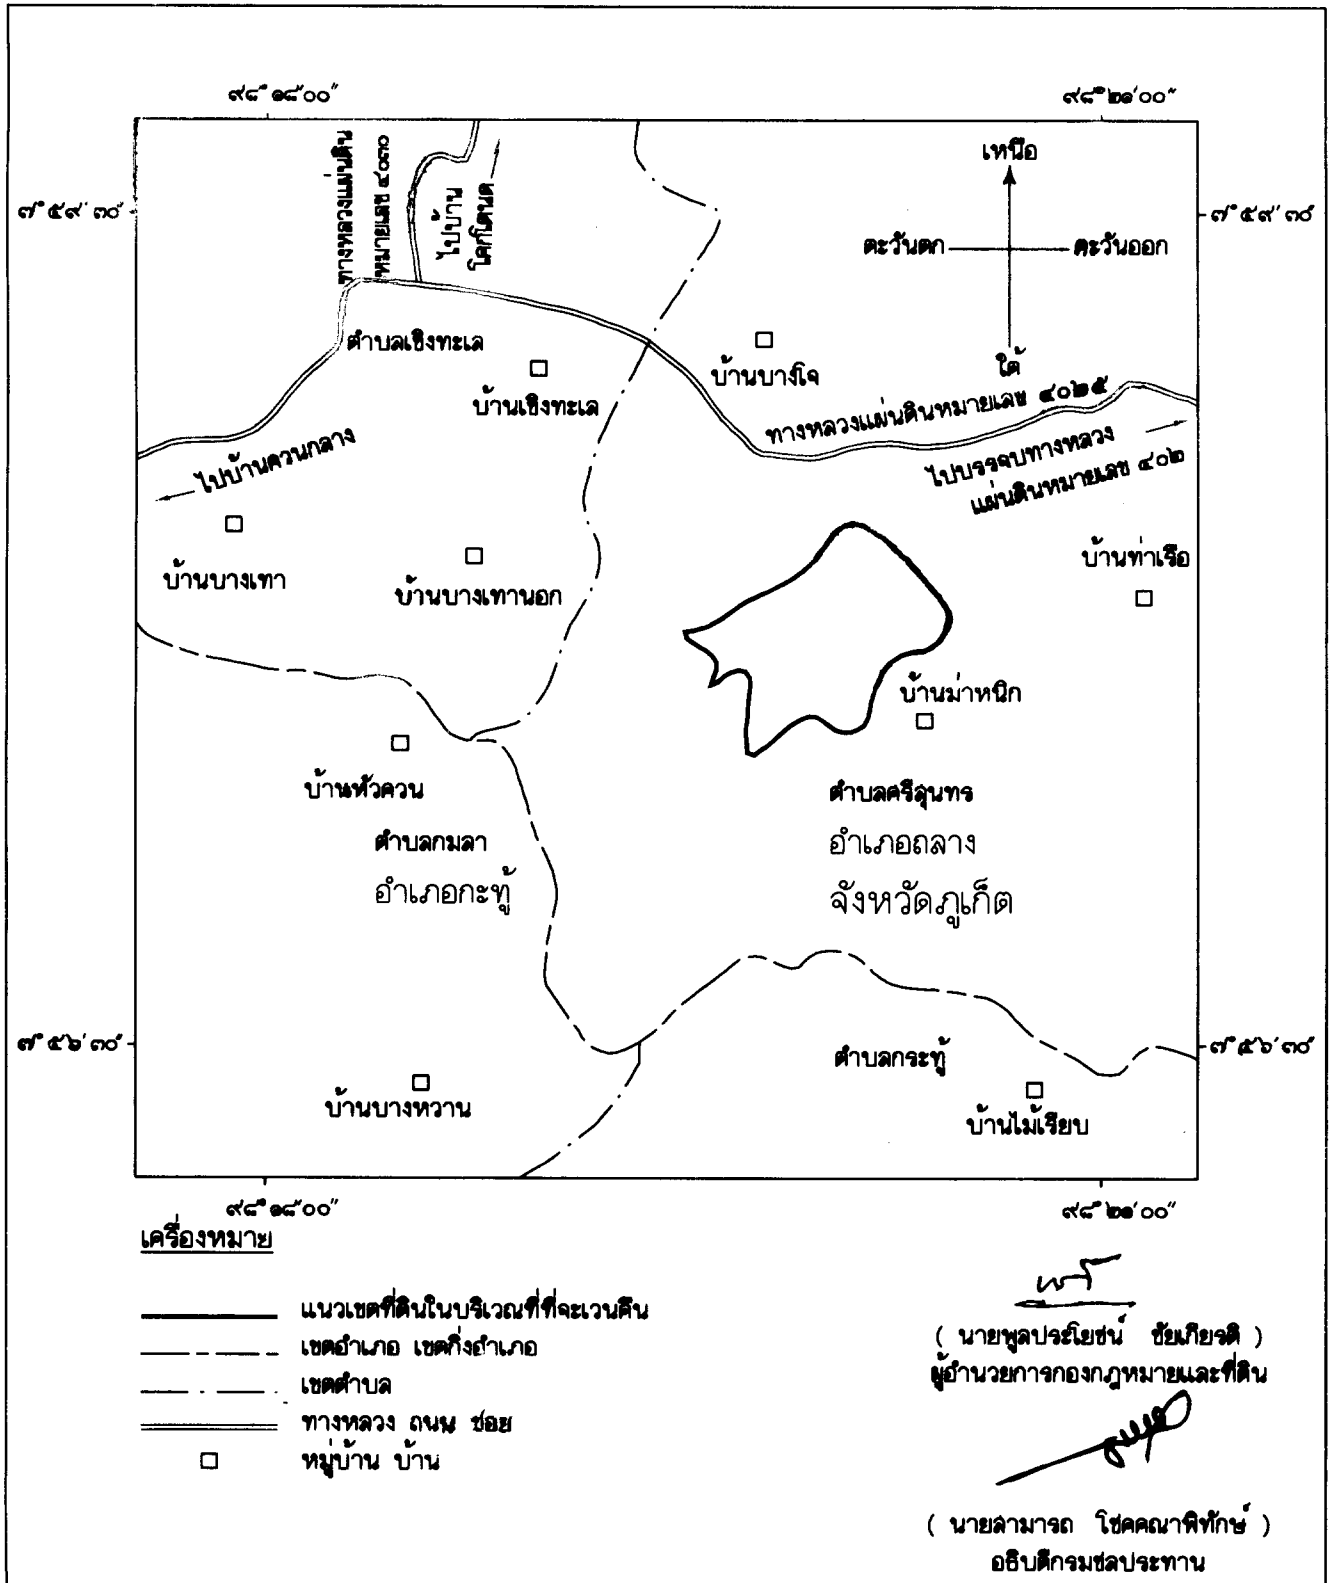 ๙๘° ๑๘' ๐๐"
๙๘° ๒๑' ๐๐"
ทางหลวงแผ่นดิน
หมายเลข ๔๐๓๐
ไปบ้าน
โคกโตนด
เหนือ
๗° ๕๙' ๓๐"
๗° ๕๙' ๓๐"
ตะวันตก
ตะวันออก
ใต้
ตำบลเชิงทะเล
บ้านเชิงทะเล
บ้านบางโจ
ทางหลวงแผ่นดินหมายเลข ๔๐๒๕
ไปบรรจบทางหลวง
แผ่นดินหมายเลข ๔๐๒
ไปบ้านควนกลาง
บ้านบางเทา
บ้านบางเทานอก
บ้านท่าเรือ
บ้านม่าหนิก
บ้านหัวควน
ตำบลศรีสุนทร
ตำบลกมลา
อำเภอถลาง
อำเภอกะทู้
จังหวัดภูเก็ต
๗° ๕๖' ๓๐"
๗° ๕๖' ๓๐"
ตำบลกระทู้
บ้านบางหวาน
บ้านไม้เรียบ
๙๘° ๑๘' ๐๐"
๙๘° ๒๑' ๐๐"
เครื่องหมาย
แนวเขตที่ดินในบริเวณที่ที่จะเวนคืน
เขตอำเภอ เขตกิ่งอำเภอ
เขตตำบล
ทางหลวง ถนน ซอย
หมู่บ้าน บ้าน
( นายพูลประโยชน์ ชัยเกียรติ )
ผู้อำนวยการกองกฎหมายและที่ดิน
( นายสามารถ โชคคณาพิทักษ์ )
อธิบดีกรมชลประทาน